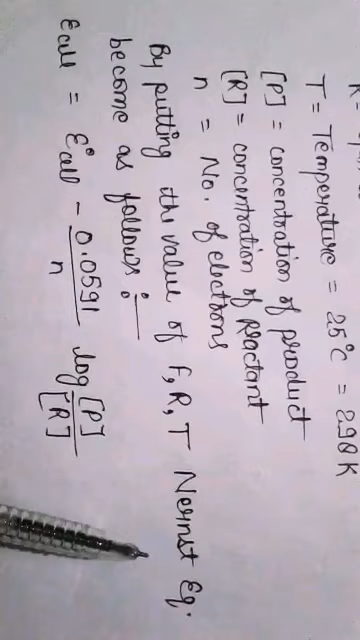 T = Temperature = 25°C = 298 K
[P] = concentration of product
[R] = concentration of reactant
n = No. of electrons
By putting the value of F, R, T Nernst Eq.
become as follows :-
Ecell = E°cell - 0.0591/n log [P]/[R]